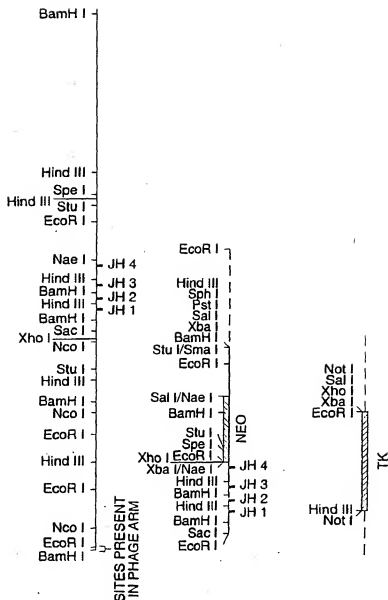 BamH I
Hind III
Spe I
Hind III
Stu I
EcoR I
Nae I
JH 4
Hind III
JH 3
BamH I
JH 2
Hind III
JH 1
BamH I
Sac I
Xho I
Nco I
Stu I
Hind III
BamH I
Nco I
EcoR I
Hind III
EcoR I
Nco I
EcoR I
BamH I
SITES PRESENT
IN PHAGE ARM
EcoR I
Hind III
Sph I
Pst I
Sal I
Xba I
BamH I
Stu I/Sma I
EcoR I
Sal I/Nae I
BamH I
Stu I
Spe I
EcoR I
Xho I
Xba I/Nae I
NEO
JH 4
Hind III
JH 3
BamH I
JH 2
Hind III
JH 1
BamH I
Sac I
EcoR I
Not I
Sal I
Xho I
Xba I
EcoR I
TK
Hind III
Not I